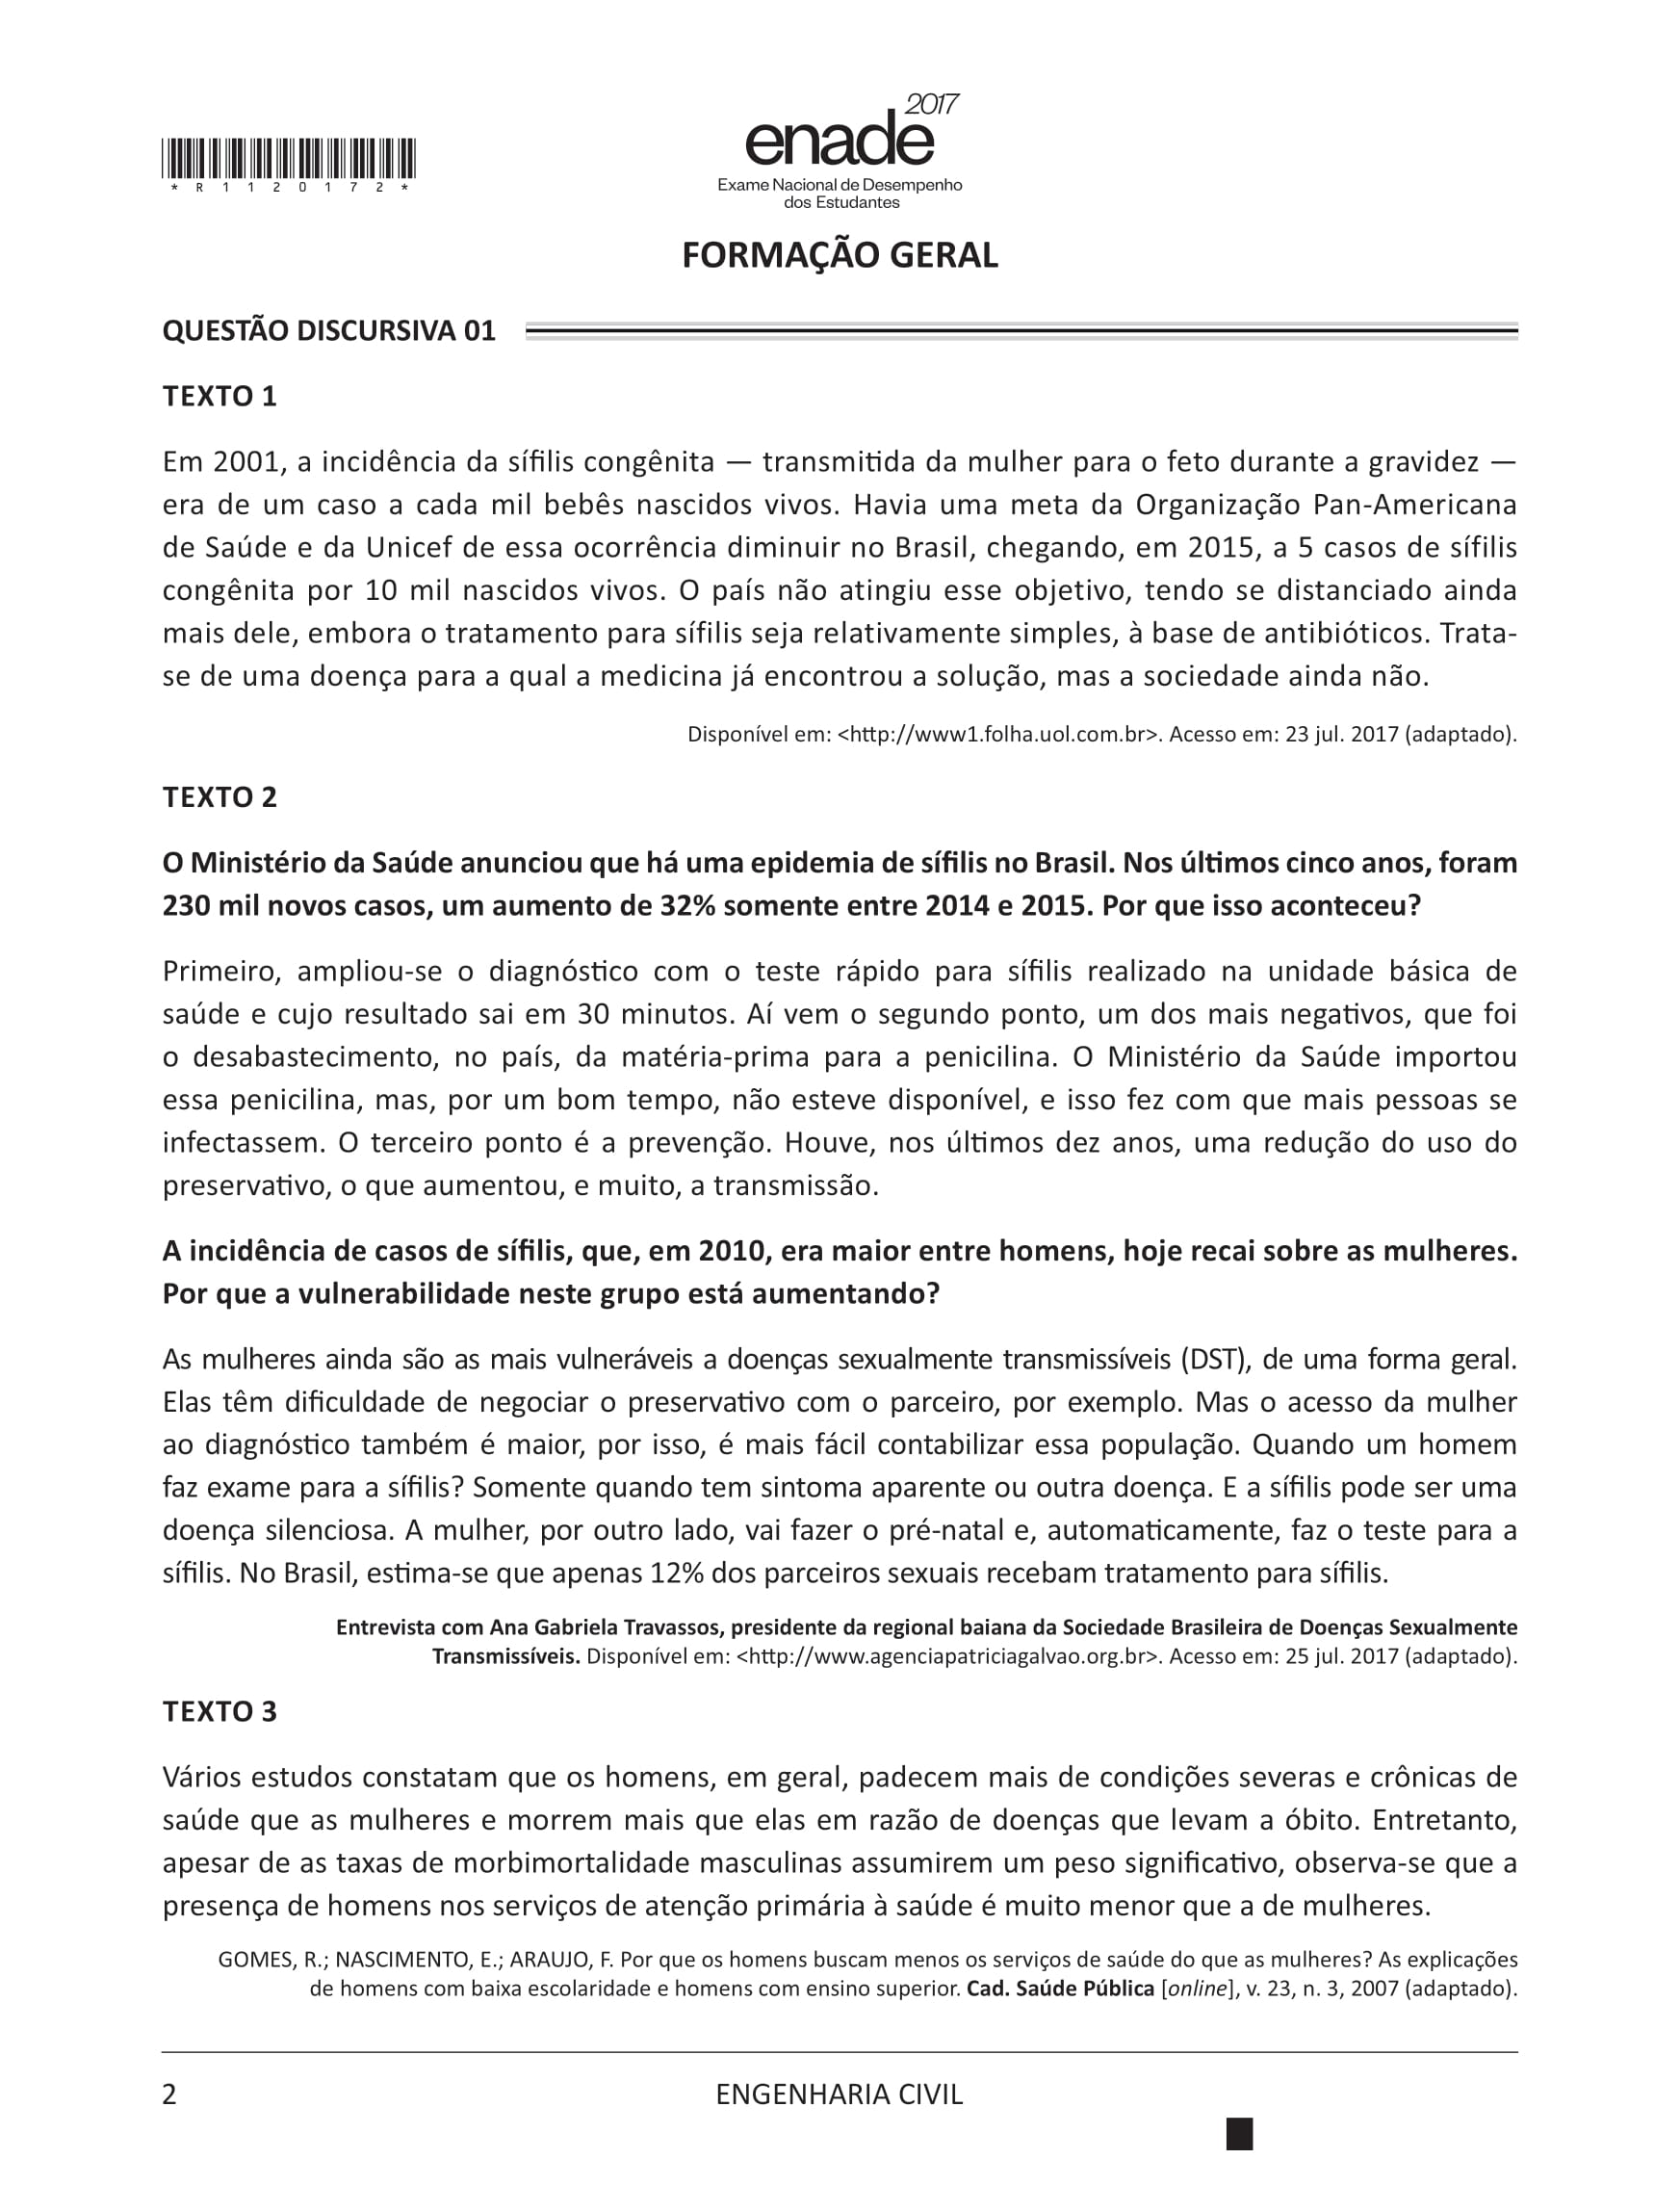 2017
enade
Exame Nacional de Desempenho
dos Estudantes
*R1120172*
FORMAÇÃO GERAL
QUESTÃO DISCURSIVA 01
TEXTO 1
Em 2001, a incidência da sífilis congênita — transmitida da mulher para o feto durante a gravidez —
era de um caso a cada mil bebês nascidos vivos. Havia uma meta da Organização Pan-Americana
de Saúde e da Unicef de essa ocorrência diminuir no Brasil, chegando, em 2015, a 5 casos de sífilis
congênita por 10 mil nascidos vivos. O país não atingiu esse objetivo, tendo se distanciado ainda
mais dele, embora o tratamento para sífilis seja relativamente simples, à base de antibióticos. Trata-
se de uma doença para a qual a medicina já encontrou a solução, mas a sociedade ainda não.
Disponível em: <http://www1.folha.uol.com.br>. Acesso em: 23 jul. 2017 (adaptado).
TEXTO 2
O Ministério da Saúde anunciou que há uma epidemia de sífilis no Brasil. Nos últimos cinco anos, foram
230 mil novos casos, um aumento de 32% somente entre 2014 e 2015. Por que isso aconteceu?
Primeiro, ampliou-se o diagnóstico com o teste rápido para sífilis realizado na unidade básica de
saúde e cujo resultado sai em 30 minutos. Aí vem o segundo ponto, um dos mais negativos, que foi
o desabastecimento, no país, da matéria-prima para a penicilina. O Ministério da Saúde importou
essa penicilina, mas, por um bom tempo, não esteve disponível, e isso fez com que mais pessoas se
infectassem. O terceiro ponto é a prevenção. Houve, nos últimos dez anos, uma redução do uso do
preservativo, o que aumentou, e muito, a transmissão.
A incidência de casos de sífilis, que, em 2010, era maior entre homens, hoje recai sobre as mulheres.
Por que a vulnerabilidade neste grupo está aumentando?
As mulheres ainda são as mais vulneráveis a doenças sexualmente transmissíveis (DST), de uma forma geral.
Elas têm dificuldade de negociar o preservativo com o parceiro, por exemplo. Mas o acesso da mulher
ao diagnóstico também é maior, por isso, é mais fácil contabilizar essa população. Quando um homem
faz exame para a sífilis? Somente quando tem sintoma aparente ou outra doença. E a sífilis pode ser uma
doença silenciosa. A mulher, por outro lado, vai fazer o pré-natal e, automaticamente, faz o teste para a
sífilis. No Brasil, estima-se que apenas 12% dos parceiros sexuais recebam tratamento para sífilis.
Entrevista com Ana Gabriela Travassos, presidente da regional baiana da Sociedade Brasileira de Doenças Sexualmente
Transmissíveis. Disponível em: <http://www.agenciapatriciagalvao.org.br>. Acesso em: 25 jul. 2017 (adaptado).
TEXTO 3
Vários estudos constatam que os homens, em geral, padecem mais de condições severas e crônicas de
saúde que as mulheres e morrem mais que elas em razão de doenças que levam a óbito. Entretanto,
apesar de as taxas de morbimortalidade masculinas assumirem um peso significativo, observa-se que a
presença de homens nos serviços de atenção primária à saúde é muito menor que a de mulheres.
GOMES, R.; NASCIMENTO, E.; ARAUJO, F. Por que os homens buscam menos os serviços de saúde do que as mulheres? As explicações
de homens com baixa escolaridade e homens com ensino superior. Cad. Saúde Pública [online], v. 23, n. 3, 2007 (adaptado).
2
ENGENHARIA CIVIL